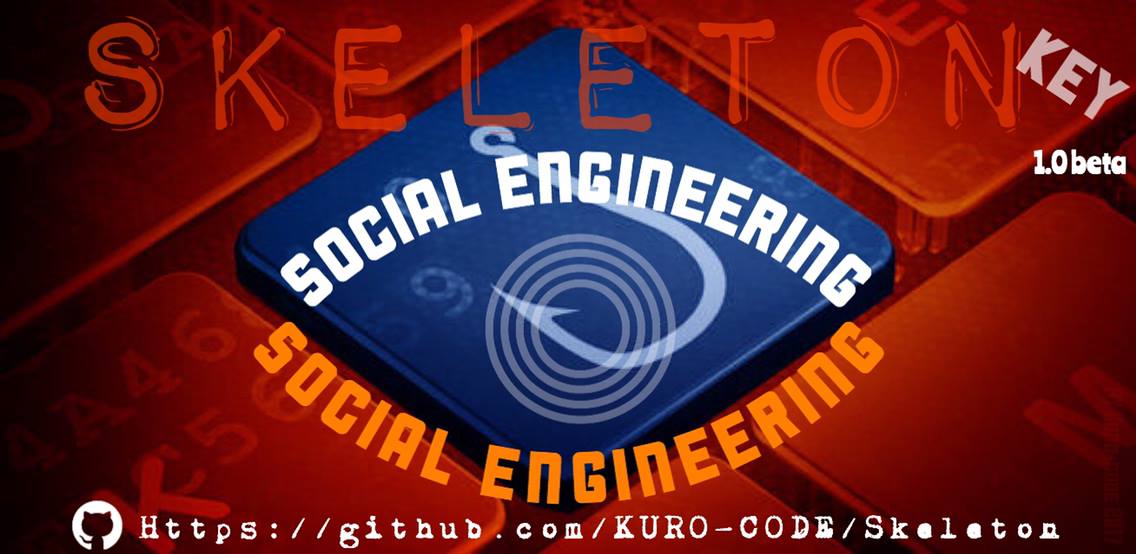 SKELETON
KEY
1.0 beta
SOCIAL ENGINEERING
SOCIAL ENGINEERING
Https://github.com/KURO-CODE/Skeleton